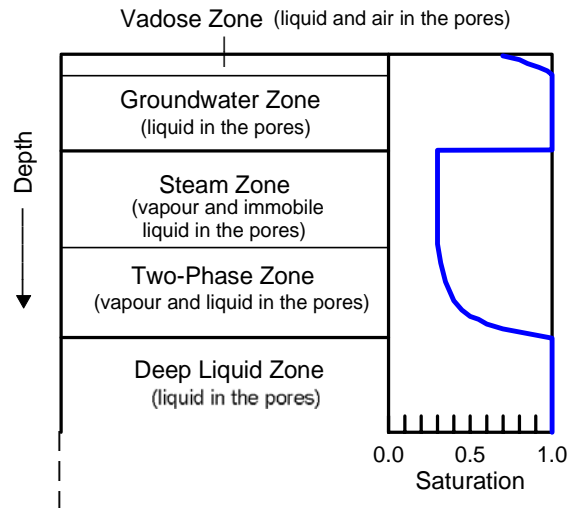 Vadose Zone (liquid and air in the pores)
Groundwater Zone
(liquid in the pores)
Depth
Steam Zone
(vapour and immobile
liquid in the pores)
Two-Phase Zone
(vapour and liquid in the pores)
Deep Liquid Zone
(liquid in the pores)
0.0 0.5 1.0
Saturation